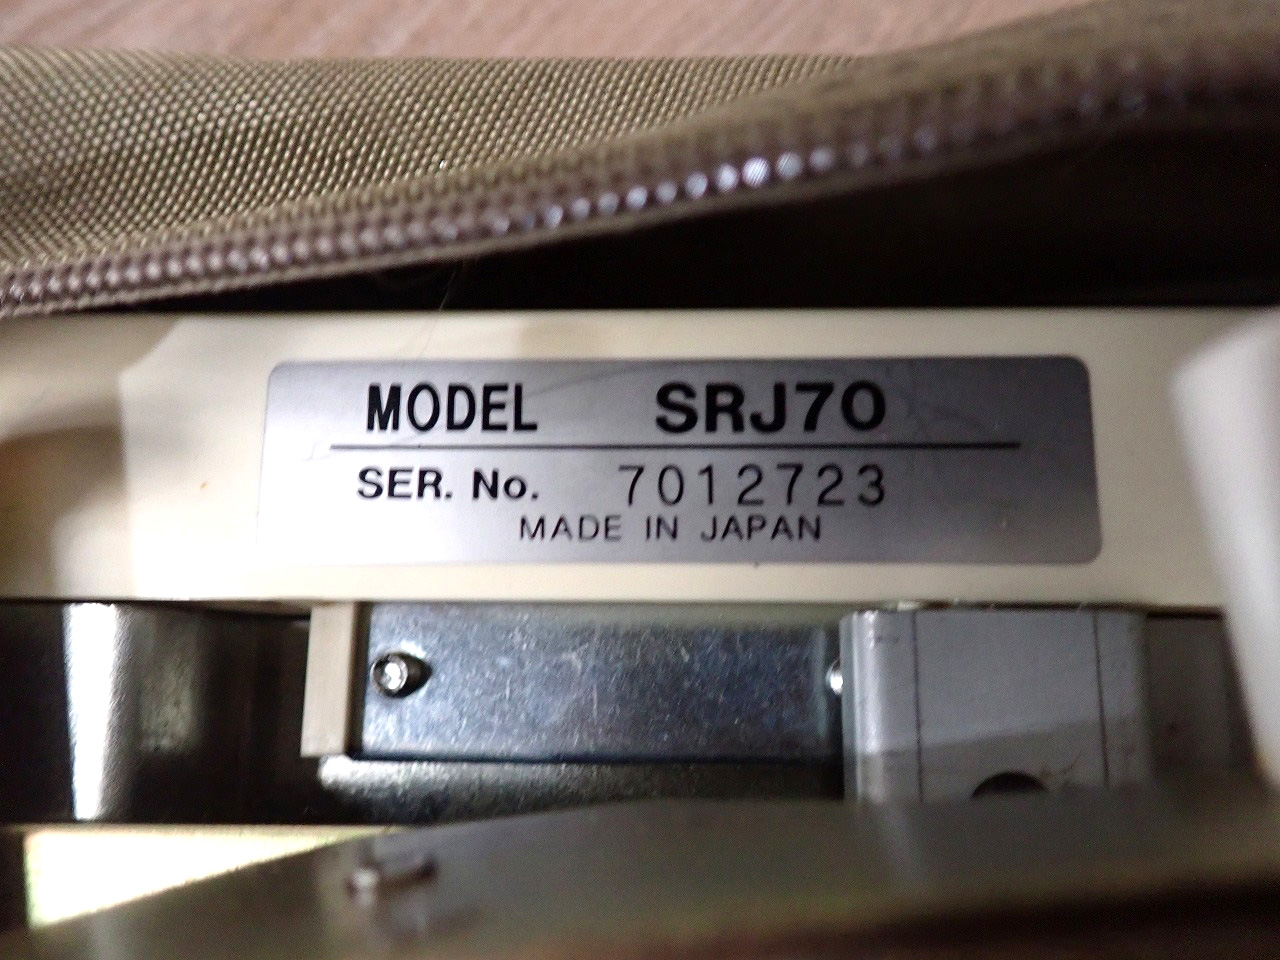 MODEL SRJ70
SER. No. 7012723
MADE IN JAPAN